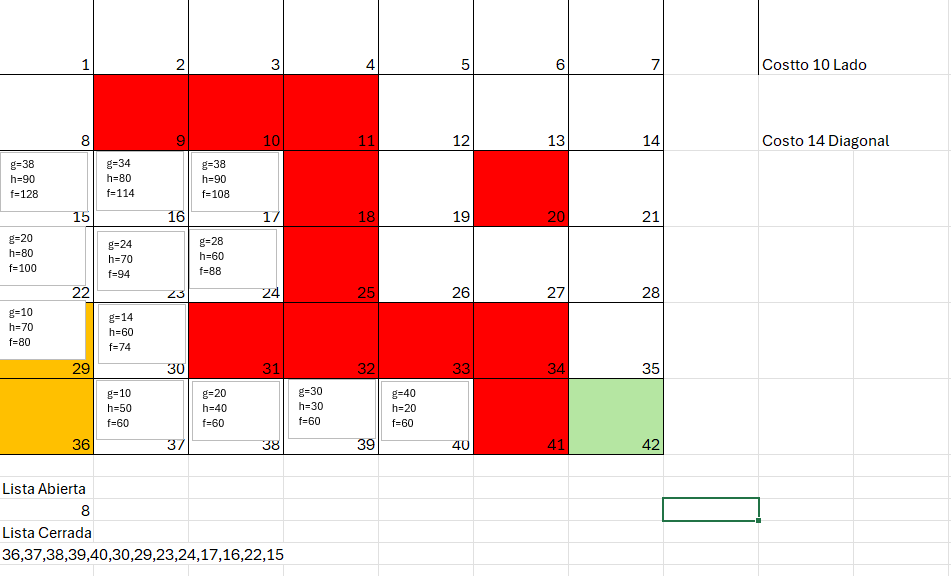 1 2 3 4 5 6 7 Costto 10 Lado
8 9 10 11 12 13 14 Costo 14 Diagonal
g=38 g=34 g=38
h=90 h=80 h=90
f=128 f=114 f=108
15 16 17 18 19 20 21
g=20 g=24 g=28
h=80 h=70 h=60
f=100 f=94 f=88
22 23 24 25 26 27 28
g=10 g=14
h=70 h=60
f=80 f=74
29 30 31 32 33 34 35
g=10 g=20 g=30 g=40
h=50 h=40 h=30 h=20
f=60 f=60 f=60 f=60
36 37 38 39 40 41 42
Lista Abierta
8
Lista Cerrada
36,37,38,39,40,30,29,23,24,17,16,22,15